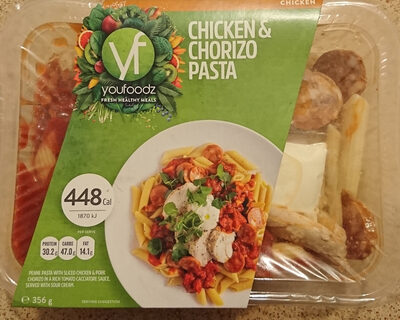 CHICKEN
CHICKEN &
CHORIZO
PASTA
yf
youfoodz
FRESH HEALTHY MEALS
448 Cal
1870 kJ
PER SERVE
PROTEIN
30.2g
CARBS
47.0g
FAT
14.1g
PENNE PASTA WITH SLICED CHICKEN & PORK
CHORIZO IN A RICH TOMATO CACCIATORE SAUCE,
SERVED WITH SOUR CREAM.
356 g
SERVING SUGGESTION